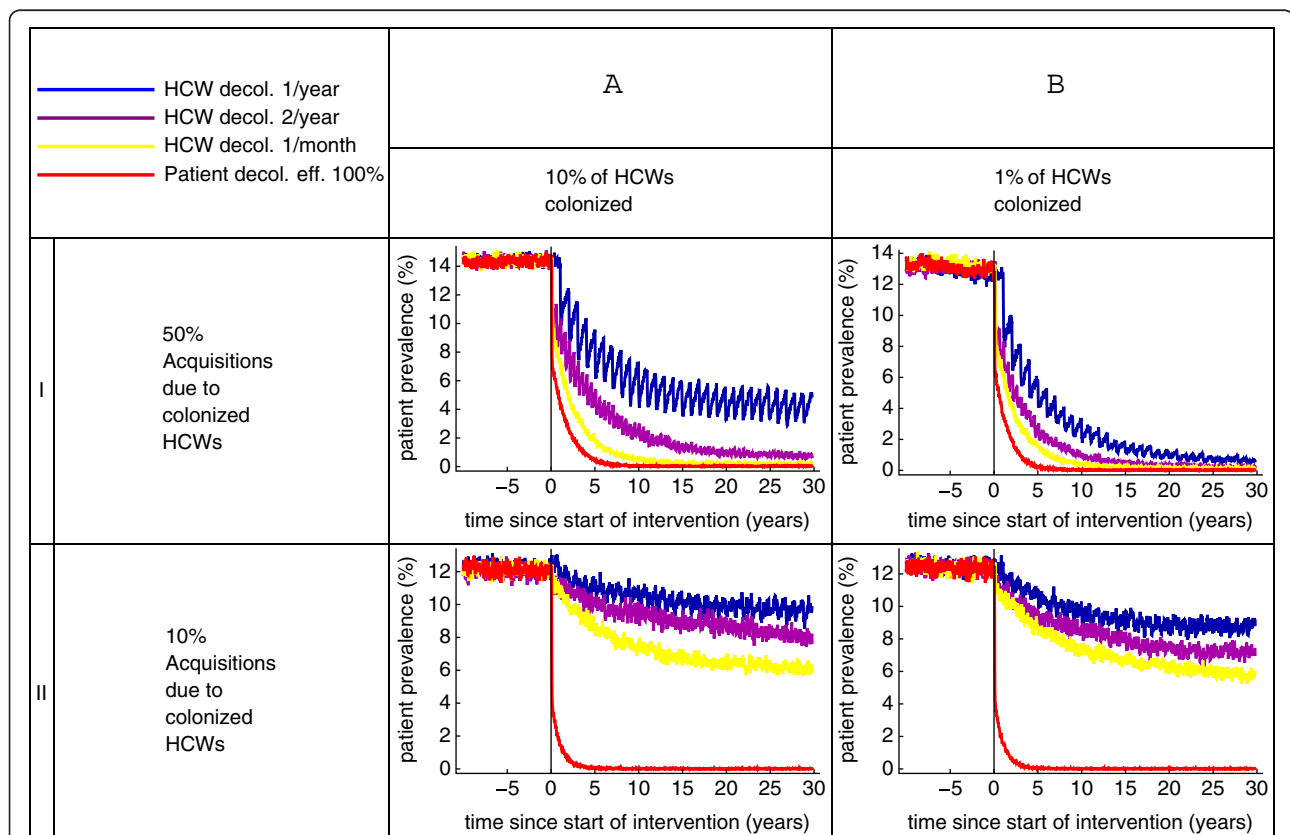 HCW decol. 1/year
HCW decol. 2/year
HCW decol. 1/month
Patient decol. eff. 100%
A
B
10% of HCWs
colonized
1% of HCWs
colonized
I
50%
Acquisitions
due to
colonized
HCWs
patient prevalence (%)
14
12
10
8
6
4
2
0
−5 0 5 10 15 20 25 30
time since start of intervention (years)
patient prevalence (%)
14
12
10
8
6
4
2
0
−5 0 5 10 15 20 25 30
time since start of intervention (years)
II
10%
Acquisitions
due to
colonized
HCWs
patient prevalence (%)
12
10
8
6
4
2
0
−5 0 5 10 15 20 25 30
time since start of intervention (years)
patient prevalence (%)
12
10
8
6
4
2
0
−5 0 5 10 15 20 25 30
time since start of intervention (years)